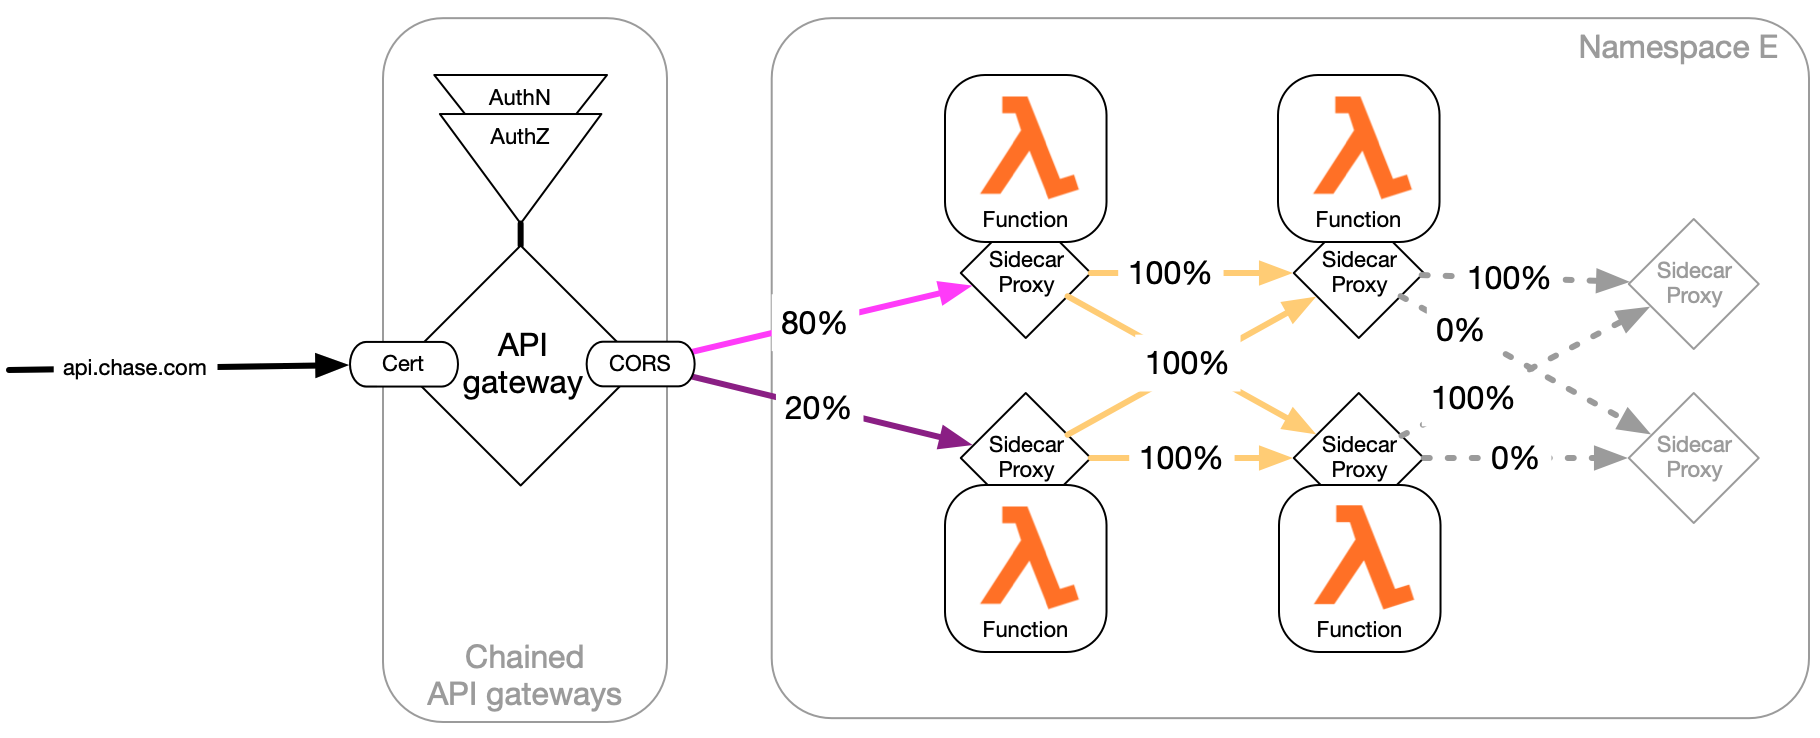 Namespace E
AuthN
AuthZ
Function
Function
Sidecar
Proxy
100%
Sidecar
Proxy
100%
Sidecar
Proxy
80%
0%
api.chase.com
Cert
API
gateway
CORS
100%
20%
100%
Sidecar
Proxy
100%
Sidecar
Proxy
0%
Sidecar
Proxy
Function
Function
Chained
API gateways